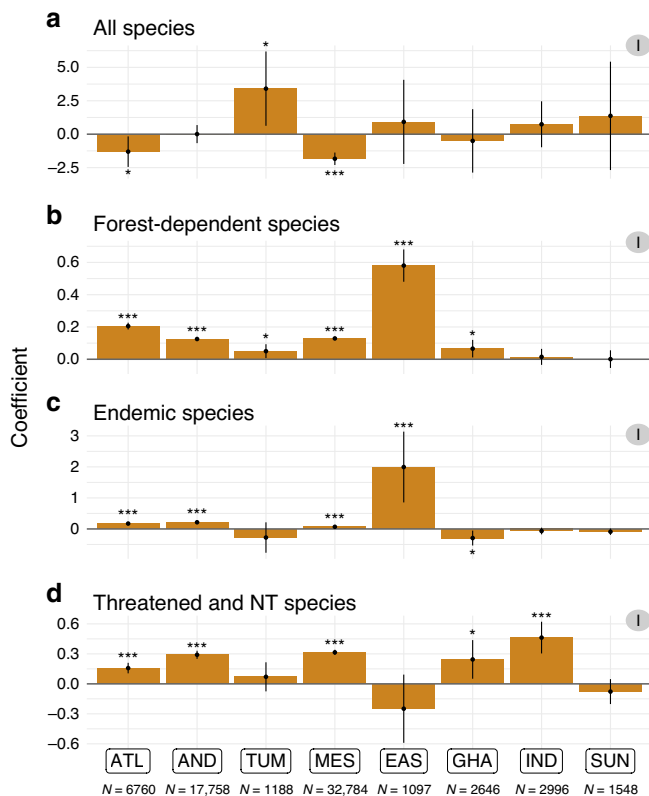 a All species
I
*
5.0
2.5
0.0
−2.5
* ***
b Forest-dependent species
I
***
0.6
0.4
*** *** * *** *
0.2
0.0
c Endemic species
I
***
3
2
1
*** *** ***
0
*
d Threatened and NT species
I
0.6
*** *** *** * ***
0.3
0.0
−0.3
−0.6
Coefficient
ATL AND TUM MES EAS GHA IND SUN
N = 6760 N = 17,758 N = 1188 N = 32,784 N = 1097 N = 2646 N = 2996 N = 1548